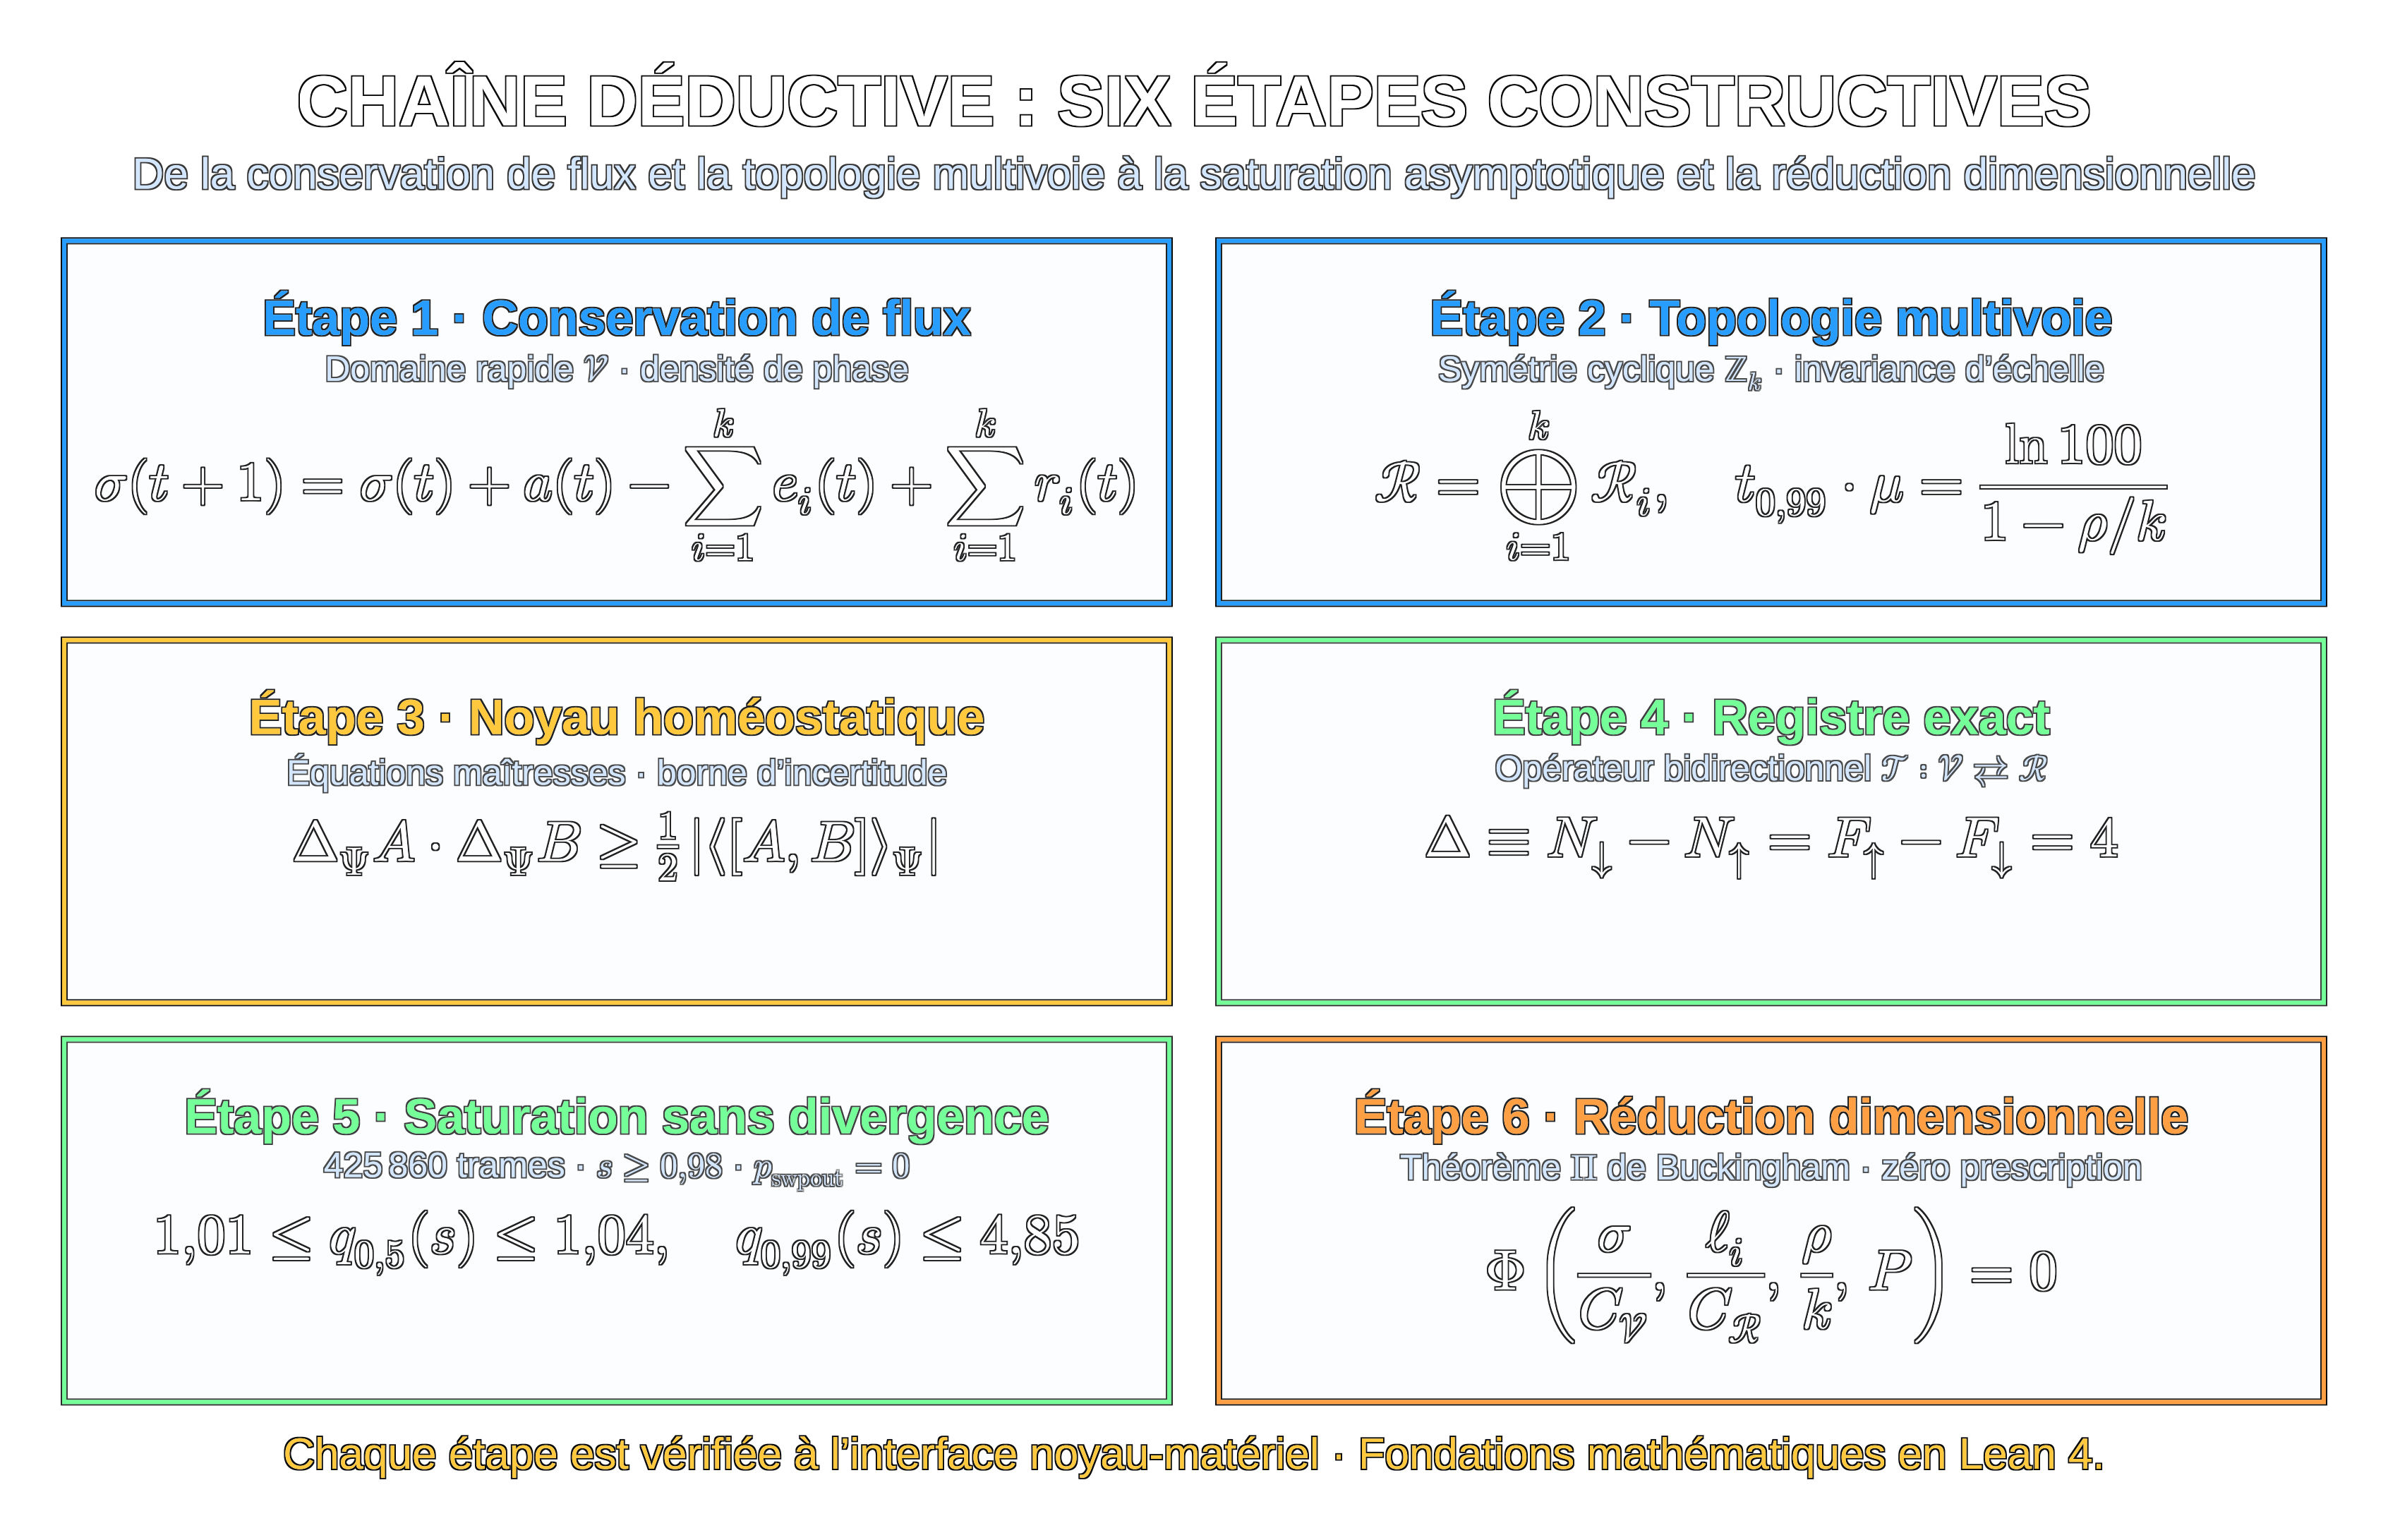 CHAÎNE DÉDUCTIVE : SIX ÉTAPES CONSTRUCTIVES
De la conservation de flux et la topologie multivoie à la saturation asymptotique et la réduction dimensionnelle
Étape 1 · Conservation de flux
Domaine rapide 𝒱 · densité de phase
σ(t + 1) = σ(t) + a(t) − ∑_{i=1}^{k} e_i(t) + ∑_{i=1}^{k} r_i(t)
Étape 2 · Topologie multivoie
Symétrie cyclique ℤ_k · invariance d’échelle
ℛ = ⨁_{i=1}^{k} ℛ_i, t_{0,99} · μ = \frac{ln 100}{1 − ρ/k}
Étape 3 · Noyau homéostatique
Équations maîtresses · borne d’incertitude
Δ_Ψ A · Δ_Ψ B ≥ ½ |⟨[A, B]⟩_Ψ|
Étape 4 · Registre exact
Opérateur bidirectionnel 𝒯 : 𝒱 ⇄ ℛ
Δ ≡ N_↓ − N_↑ = F_↑ − F_↓ = 4
Étape 5 · Saturation sans divergence
425 860 trames · s ≥ 0,98 · p_{swpout} = 0
1,01 ≤ q_{0,5}(s) ≤ 1,04, q_{0,99}(s) ≤ 4,85
Étape 6 · Réduction dimensionnelle
Théorème Π de Buckingham · zéro prescription
Φ(σ/C_𝒱, ℓ_i/C_ℛ, ρ/k, P) = 0
Chaque étape est vérifiée à l’interface noyau-matériel · Fondations mathématiques en Lean 4.